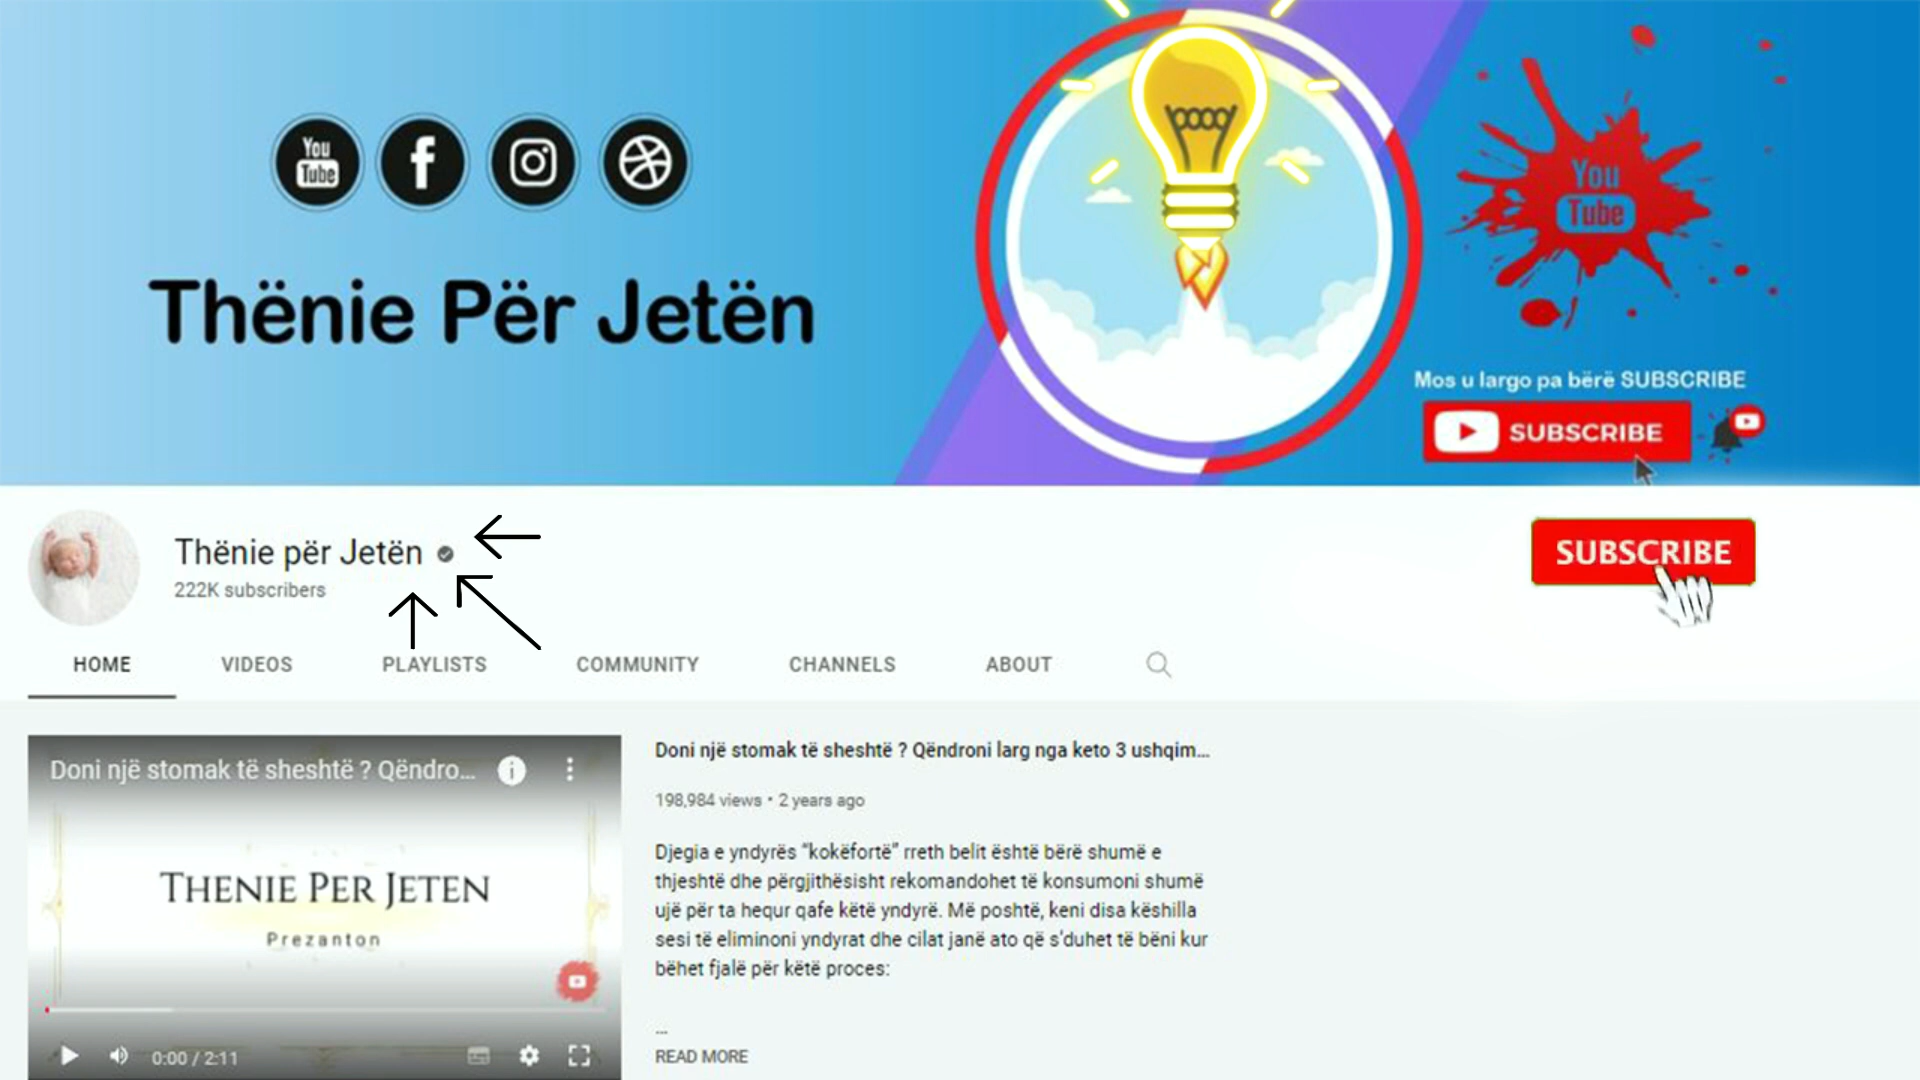 You
Tube
Thënie Për Jetën
You
Tube
Mos u largo pa bërë SUBSCRIBE
SUBSCRIBE
Thënie për Jetën
222K subscribers
SUBSCRIBE
HOME VIDEOS PLAYLISTS COMMUNITY CHANNELS ABOUT
Doni një stomak të sheshtë ? Qëndro...
THENIE PER JETEN
Prezanton
0:00 / 2:11
Doni një stomak të sheshtë ? Qëndroni larg nga keto 3 ushqim...
198,984 views • 2 years ago
Djegia e yndyrës “kokëfortë” rreth belit është bërë shumë e
thjeshtë dhe përgjithësisht rekomandohet të konsumoni shumë
ujë për ta hequr qafe këtë yndyrë. Më poshtë, keni disa këshilla
sesi të eliminoni yndyrat dhe cilat janë ato që s'duhet të bëni kur
bëhet fjalë për këtë proces:
...
READ MORE